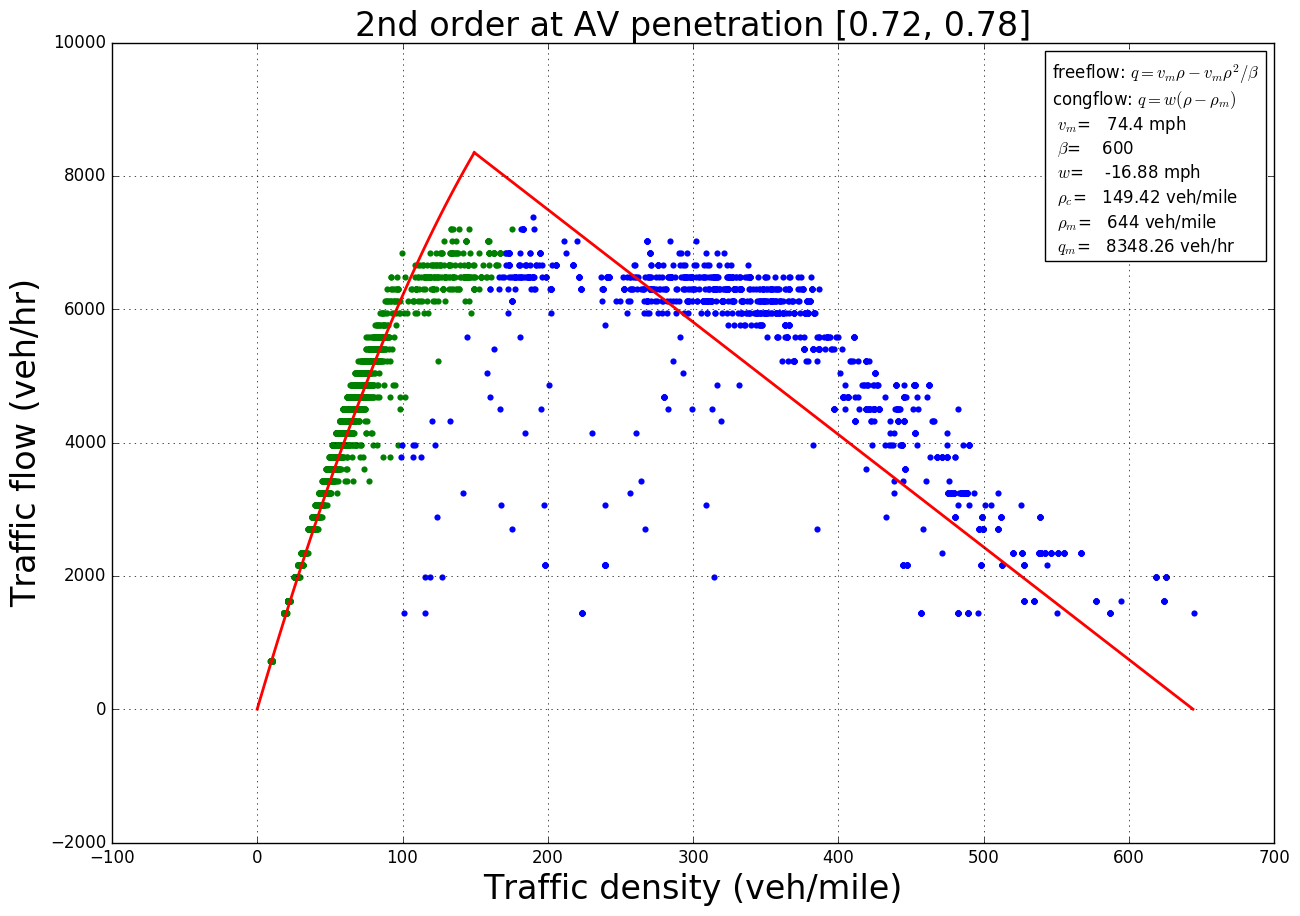 2nd order at AV penetration [0.72, 0.78]
10000
8000
6000
4000
2000
0
−2000
−100
0
100
200
300
400
500
600
700
Traffic flow (veh/hr)
Traffic density (veh/mile)
freeflow: q = v_mρ − v_mρ²/β
congflow: q = w(ρ − ρ_m)
v_m= 74.4 mph
β= 600
w= -16.88 mph
ρ_c= 149.42 veh/mile
ρ_m= 644 veh/mile
q_m= 8348.26 veh/hr